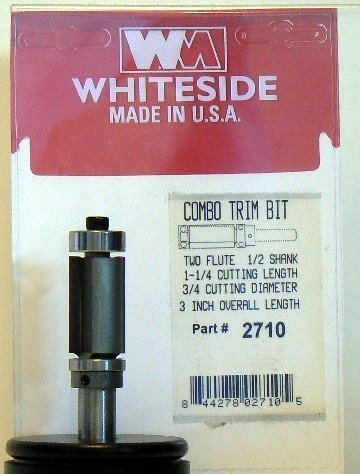 WM
WHITESIDE
MADE IN U.S.A.
COMBO TRIM BIT
TWO FLUTE 1/2 SHANK
1-1/4 CUTTING LENGTH
3/4 CUTTING DIAMETER
3 INCH OVERALL LENGTH
Part # 2710
8 44278 02710 5